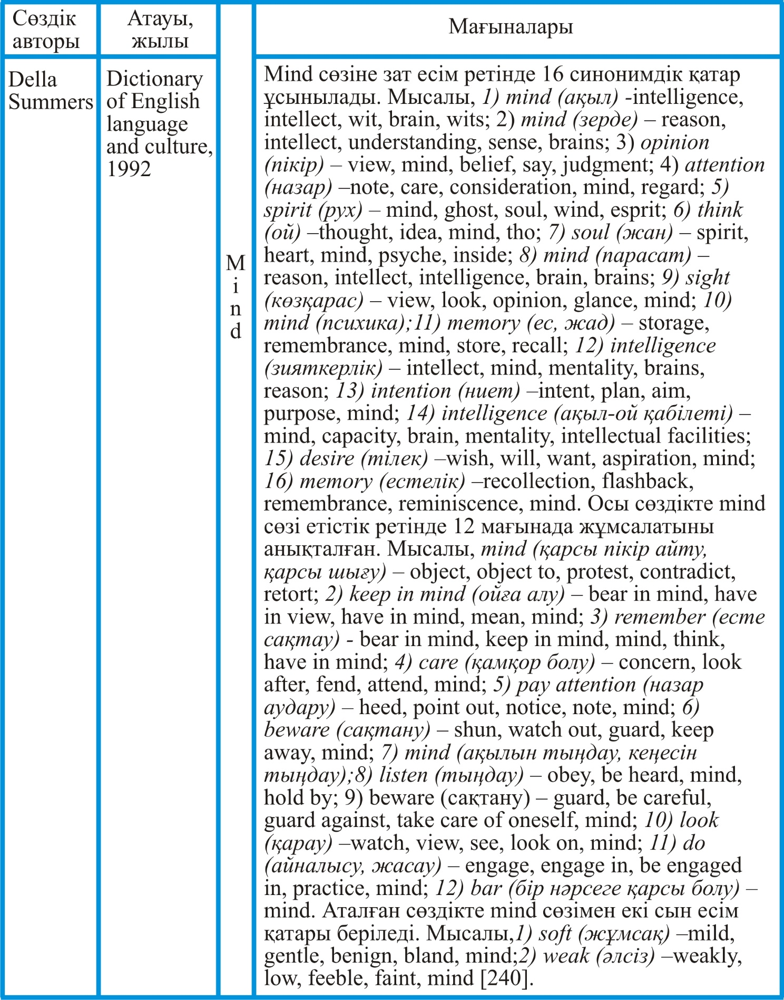 Сөздік
авторы
Атауы,
жылы
Мағыналары
Della
Summers
Dictionary
of English
language
and culture,
1992
M
i
n
d
Mind сөзіне зат есім ретінде 16 синонимдік қатар
ұсынылады. Мысалы, 1) mind (ақыл) -intelligence,
intellect, wit, brain, wits; 2) mind (зерде) – reason,
intellect, understanding, sense, brains; 3) opinion
(пікір) – view, mind, belief, say, judgment; 4) attention
(назар) –note, care, consideration, mind, regard; 5)
spirit (рух) – mind, ghost, soul, wind, esprit; 6) think
(ой) –thought, idea, mind, tho; 7) soul (жан) – spirit,
heart, mind, psyche, inside; 8) mind (парасат) –
reason, intellect, intelligence, brain, brains; 9) sight
(көзқарас) – view, look, opinion, glance, mind; 10)
mind (психика);11) memory (ес, жад) – storage,
remembrance, mind, store, recall; 12) intelligence
(зияткерлік) – intellect, mind, mentality, brains,
reason; 13) intention (ниет) –intent, plan, aim,
purpose, mind; 14) intelligence (ақыл-ой қабілеті) –
mind, capacity, brain, mentality, intellectual facilities;
15) desire (тілек) –wish, will, want, aspiration, mind;
16) memory (естелік) –recollection, flashback,
remembrance, reminiscence, mind. Осы сөздікте mind
сөзі етістік ретінде 12 мағынада жұмсалатыны
анықталған. Мысалы, mind (қарсы пікір айту,
қарсы шығу) – object, object to, protest, contradict,
retort; 2) keep in mind (ойға алу) – bear in mind, have
in view, have in mind, mean, mind; 3) remember (есте
сақтау) - bear in mind, keep in mind, mind, think,
have in mind; 4) care (қамқор болу) – concern, look
after, fend, attend, mind; 5) pay attention (назар
аудару) – heed, point out, notice, note, mind; 6)
beware (сақтану) – shun, watch out, guard, keep
away, mind; 7) mind (ақылын тыңдау, кеңесін
тыңдау);8) listen (тыңдау) – obey, be heard, mind,
hold by; 9) beware (сақтану) – guard, be careful,
guard against, take care of oneself, mind; 10) look
(қарау) –watch, view, see, look on, mind; 11) do
(айналысу, жасау) – engage, engage in, be engaged
in, practice, mind; 12) bar (бір нәрсеге қарсы болу) –
mind. Аталған сөздікте mind сөзімен екі сын есім
қатары беріледі. Мысалы,1) soft (жұмсақ) –mild,
gentle, benign, bland, mind;2) weak (әлсіз) –weakly,
low, feeble, faint, mind [240].